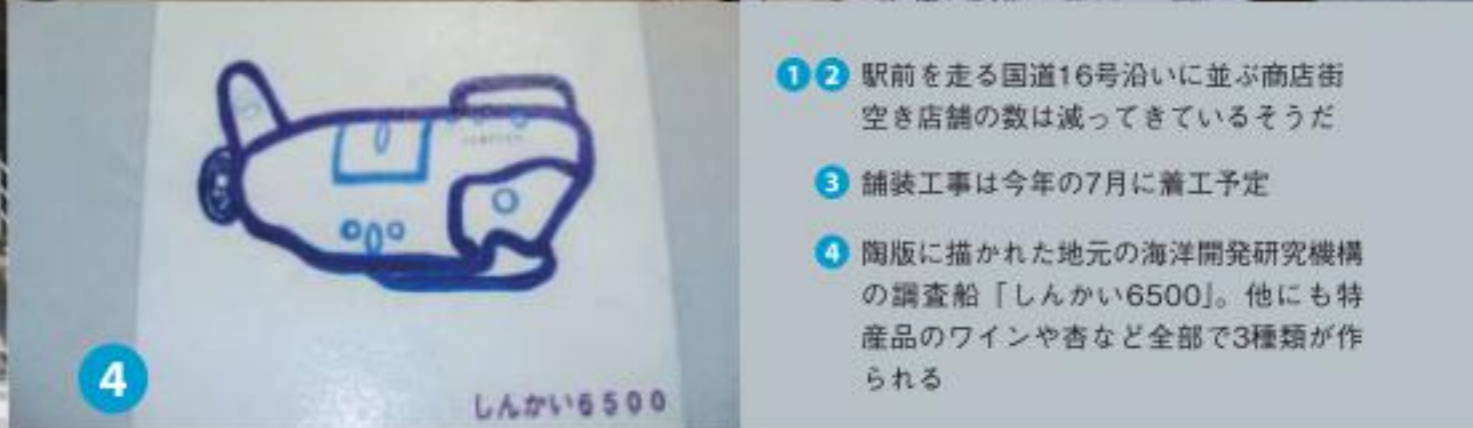 4
しんかい6500
1 2 駅前を走る国道16号沿いに並ぶ商店街
空き店舗の数は減ってきているそうだ
3 舗装工事は今年の7月に着工予定
4 陶版に描かれた地元の海洋開発研究機構
の調査船「しんかい6500」。他にも特
産品のワインや杏など全部で3種類が作
られる